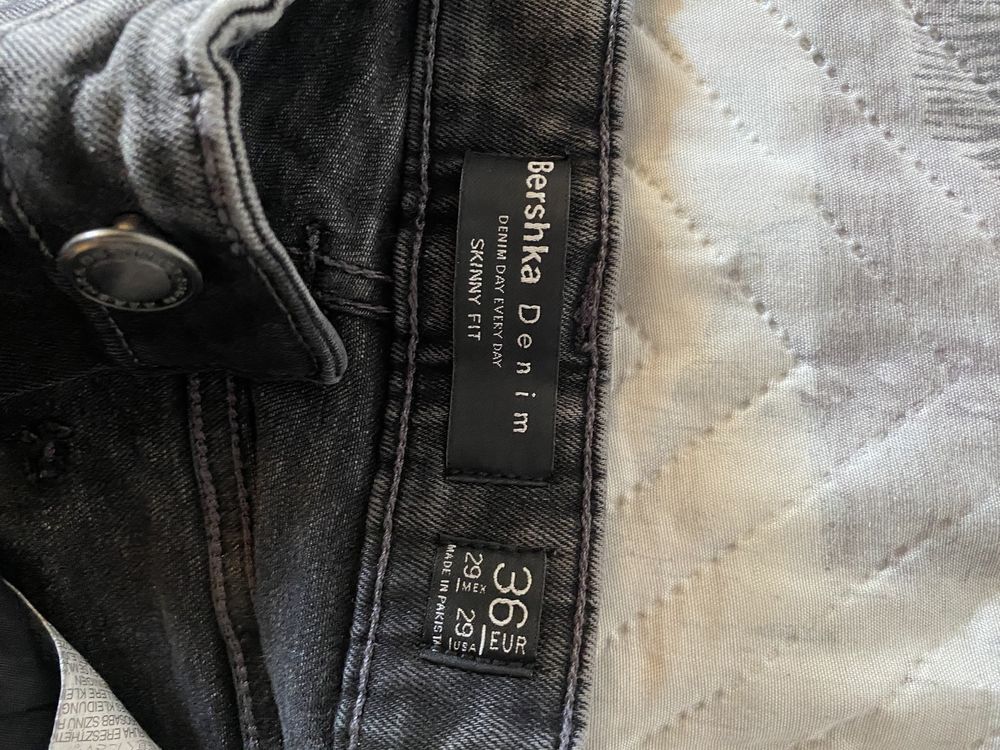 Bershka Denim
DENIM DAY EVERY DAY
SKINNY FIT
36 EUR
29 MEX 29 USA
MADE IN PAKISTAN